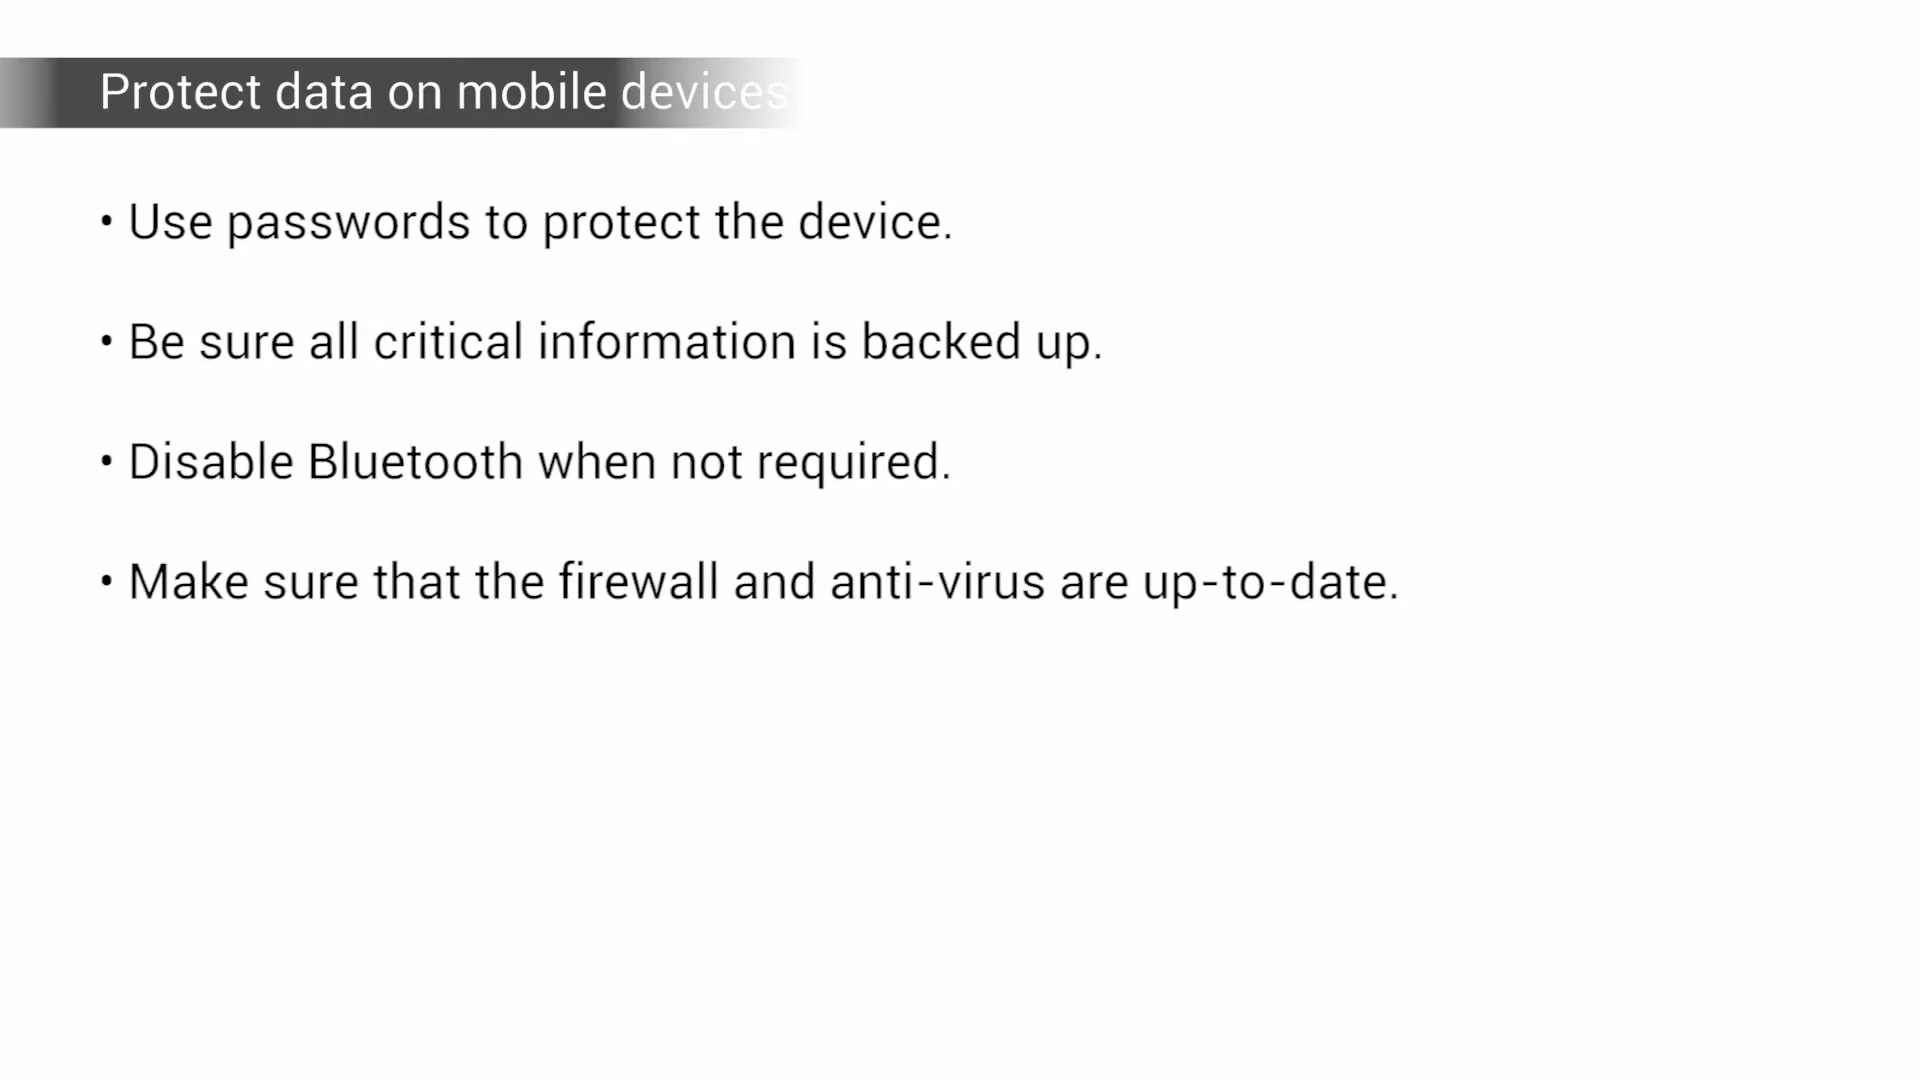 Protect data on mobile devices
• Use passwords to protect the device.
• Be sure all critical information is backed up.
• Disable Bluetooth when not required.
• Make sure that the firewall and anti-virus are up-to-date.